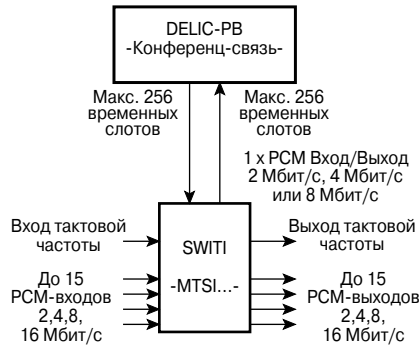 DELIC-PB
-Конференц-связь-
Макс. 256
временных
слотов
Макс. 256
временных
слотов
1 x PCM Вход/Выход
2 Мбит/с, 4 Мбит/с
или 8 Мбит/с
Вход тактовой
частоты
SWITI
-MTSI...-
Выход тактовой
частоты
До 15
PCM-входов
2,4,8,
16 Мбит/с
До 15
PCM-выходов
2,4,8,
16 Мбит/с